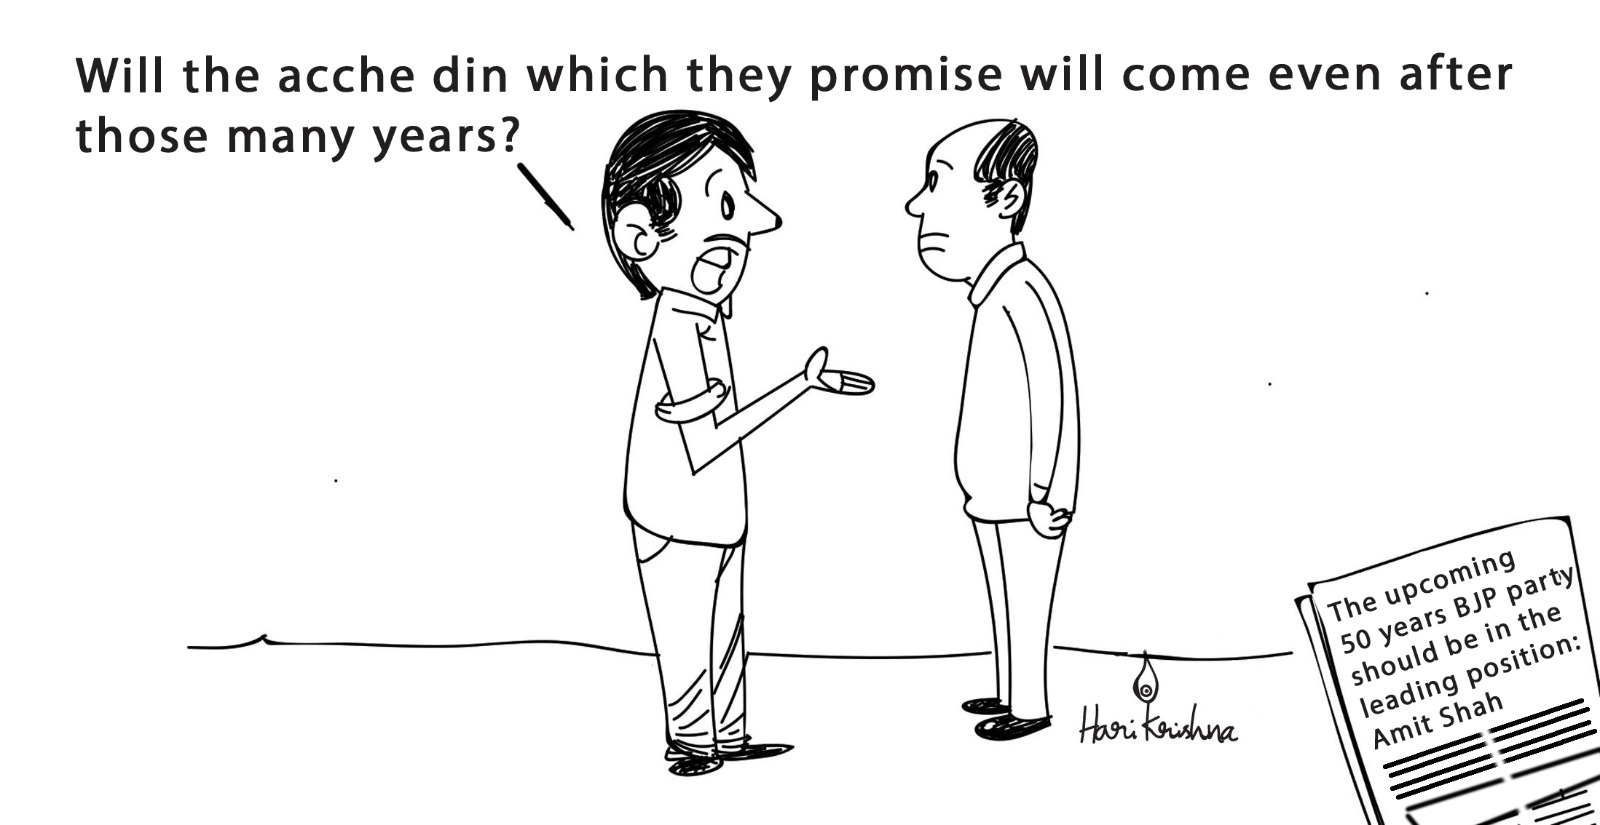 Will the acche din which they promise will come even after
those many years?
Hari Krishna
The upcoming
50 years BJP party
should be in the
leading position:
Amit Shah